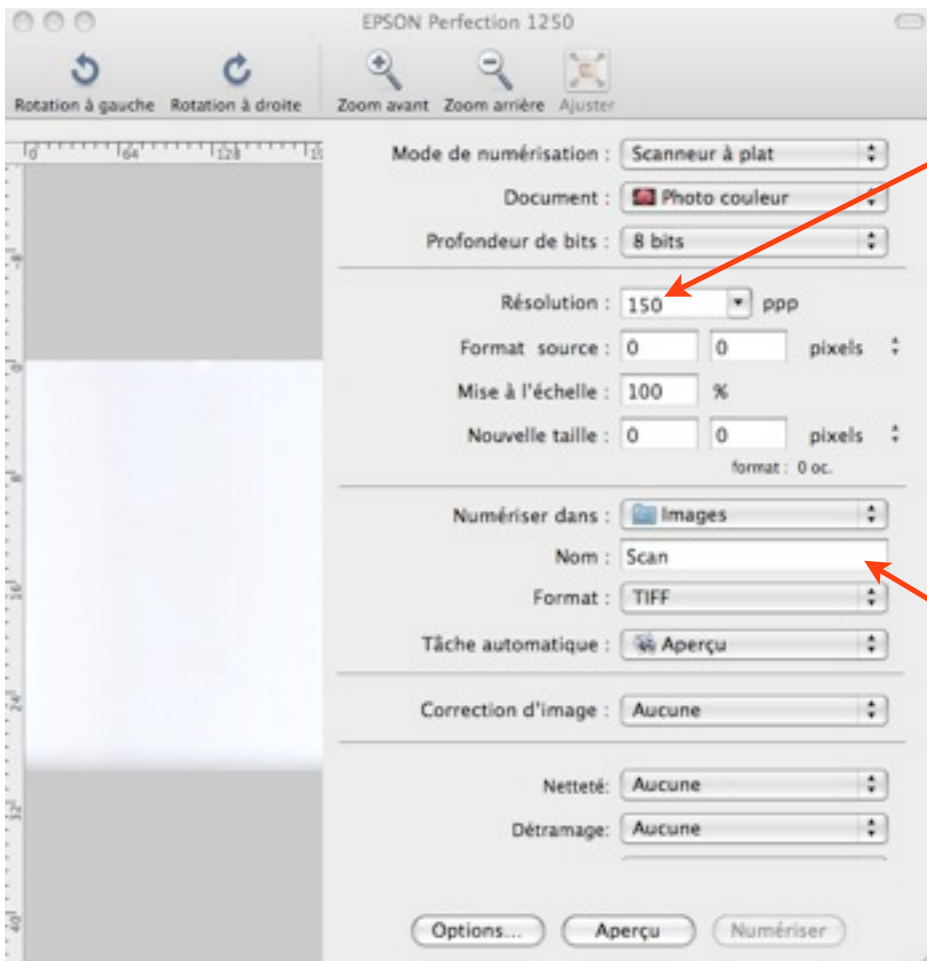 EPSON Perfection 1250
Rotation à gauche Rotation à droite Zoom avant Zoom arrière Ajuster
0 64 128
Mode de numérisation : Scanneur à plat
Document : Photo couleur
Profondeur de bits : 8 bits
Résolution : 150 ppp
Format source : 0 0 pixels
Mise à l'échelle : 100 %
Nouvelle taille : 0 0 pixels
format : 0 oc.
Numériser dans : Images
Nom : Scan
Format : TIFF
Tâche automatique : Aperçu
Correction d'image : Aucune
Netteté: Aucune
Détramage: Aucune
Options... Aperçu Numériser